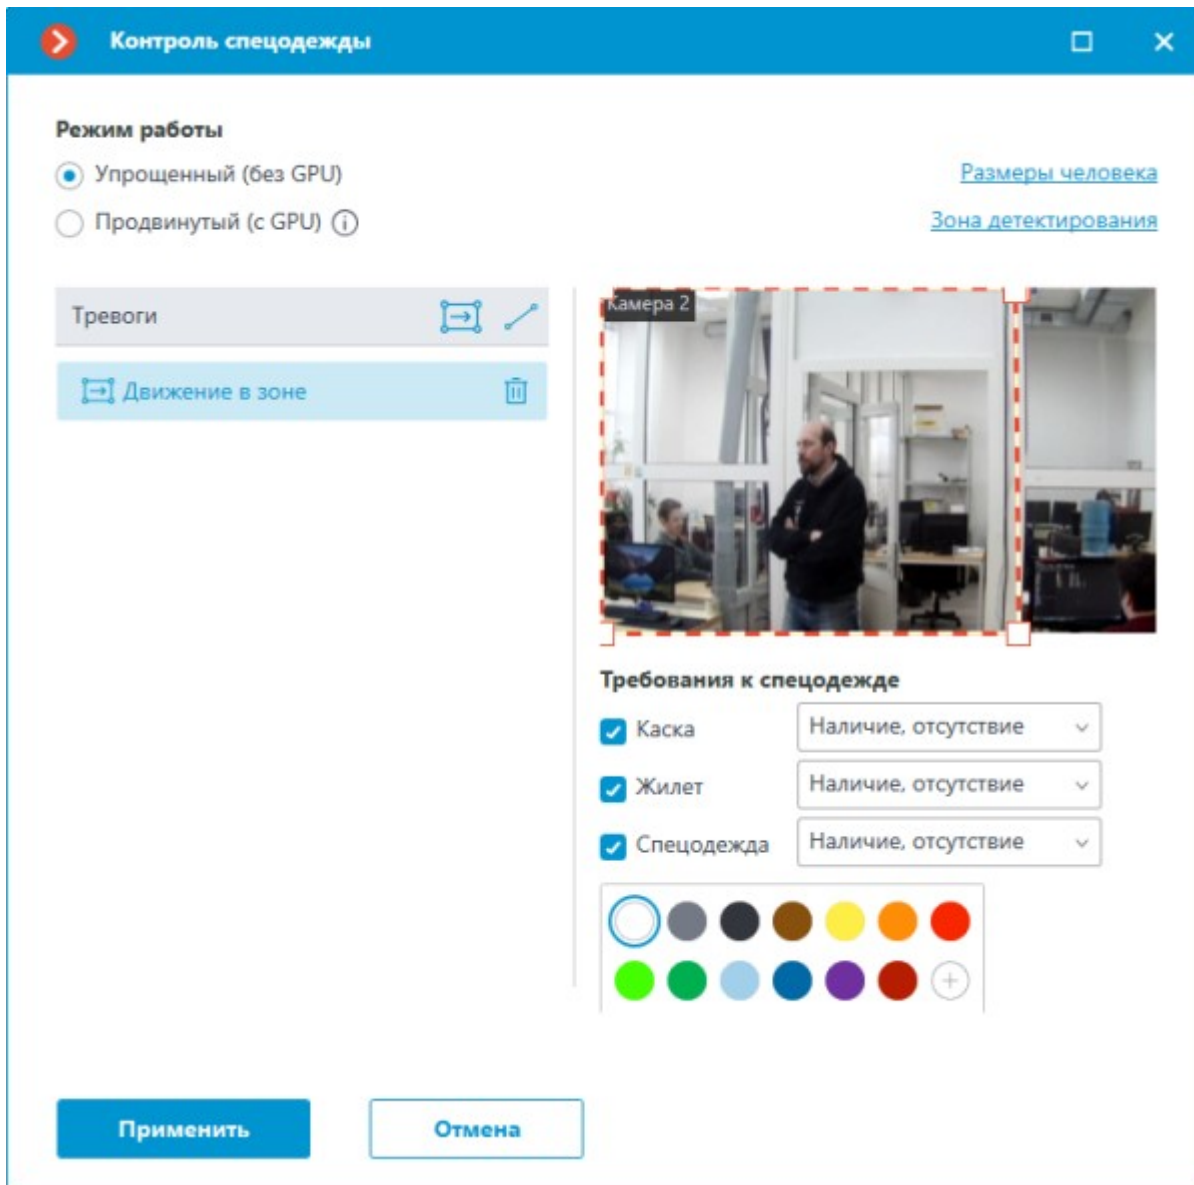 Контроль спецодежды
Режим работы
Упрощенный (без GPU)
Размеры человека
Продвинутый (с GPU)
Зона детектирования
Тревоги
Движение в зоне
Камера 2
Требования к спецодежде
Каска
Наличие, отсутствие
Жилет
Наличие, отсутствие
Спецодежда
Наличие, отсутствие
Применить
Отмена